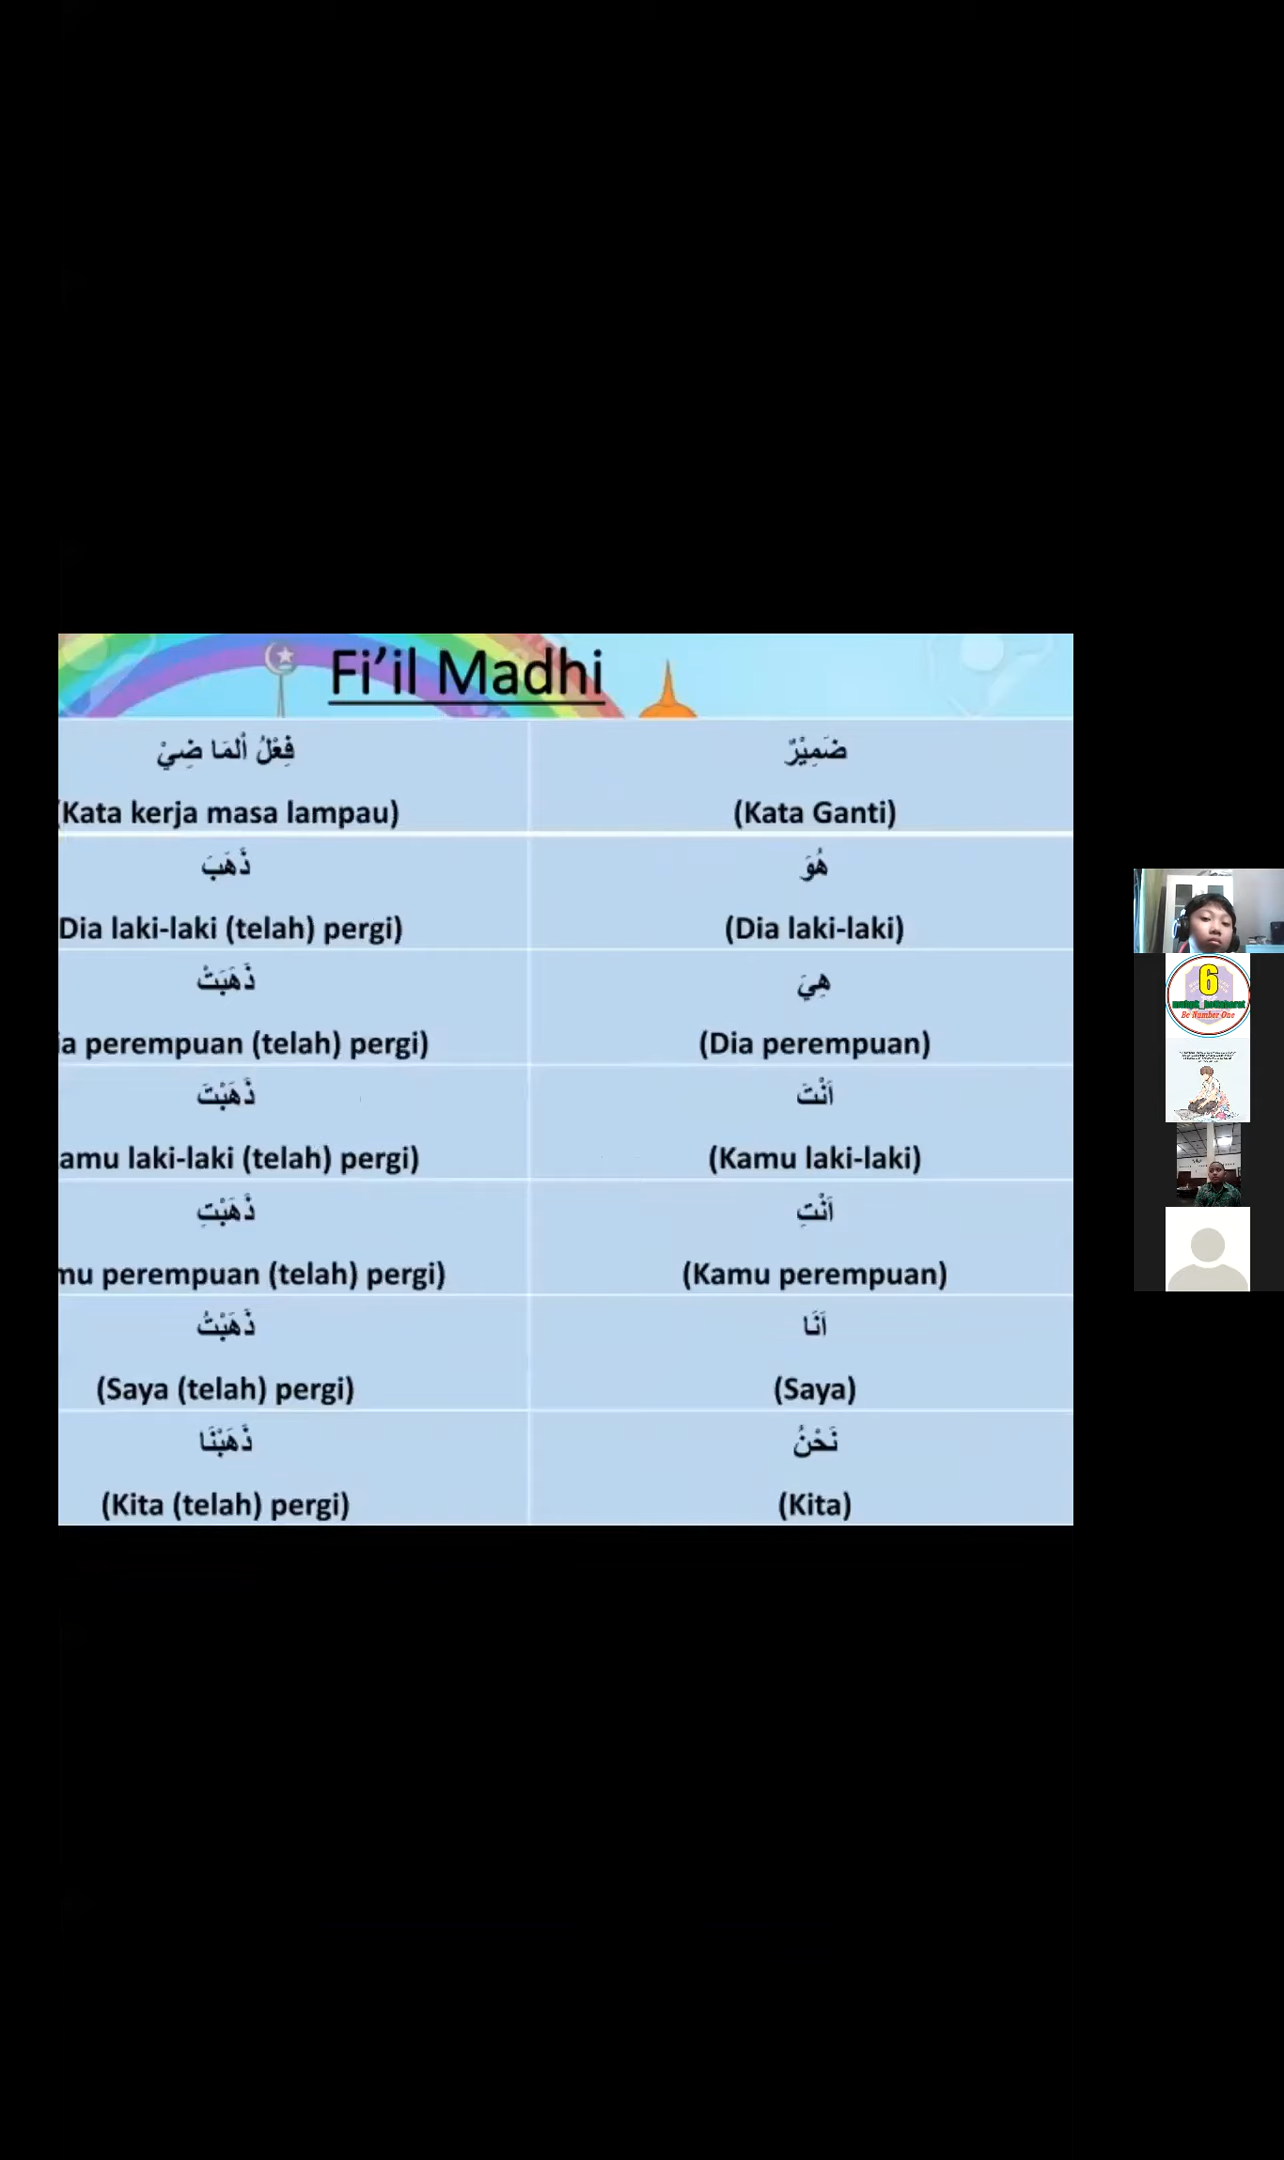 Fi'il Madhi
ضَمِيْرٌ
(Kata Ganti)
فِعْلُ اْلمَا ضِيْ
(Kata kerja masa lampau)
هُوَ
(Dia laki-laki)
ذَهَبَ
Dia laki-laki (telah) pergi)
هِيَ
(Dia perempuan)
ذَهَبَتْ
ia perempuan (telah) pergi)
اَنْتَ
(Kamu laki-laki)
ذَهَبْتَ
amu laki-laki (telah) pergi)
اَنْتِ
(Kamu perempuan)
ذَهَبْتِ
mu perempuan (telah) pergi)
اَنَا
(Saya)
ذَهَبْتُ
(Saya (telah) pergi)
نَحْنُ
(Kita)
ذَهَبْنَا
(Kita (telah) pergi)
6
Be Number One